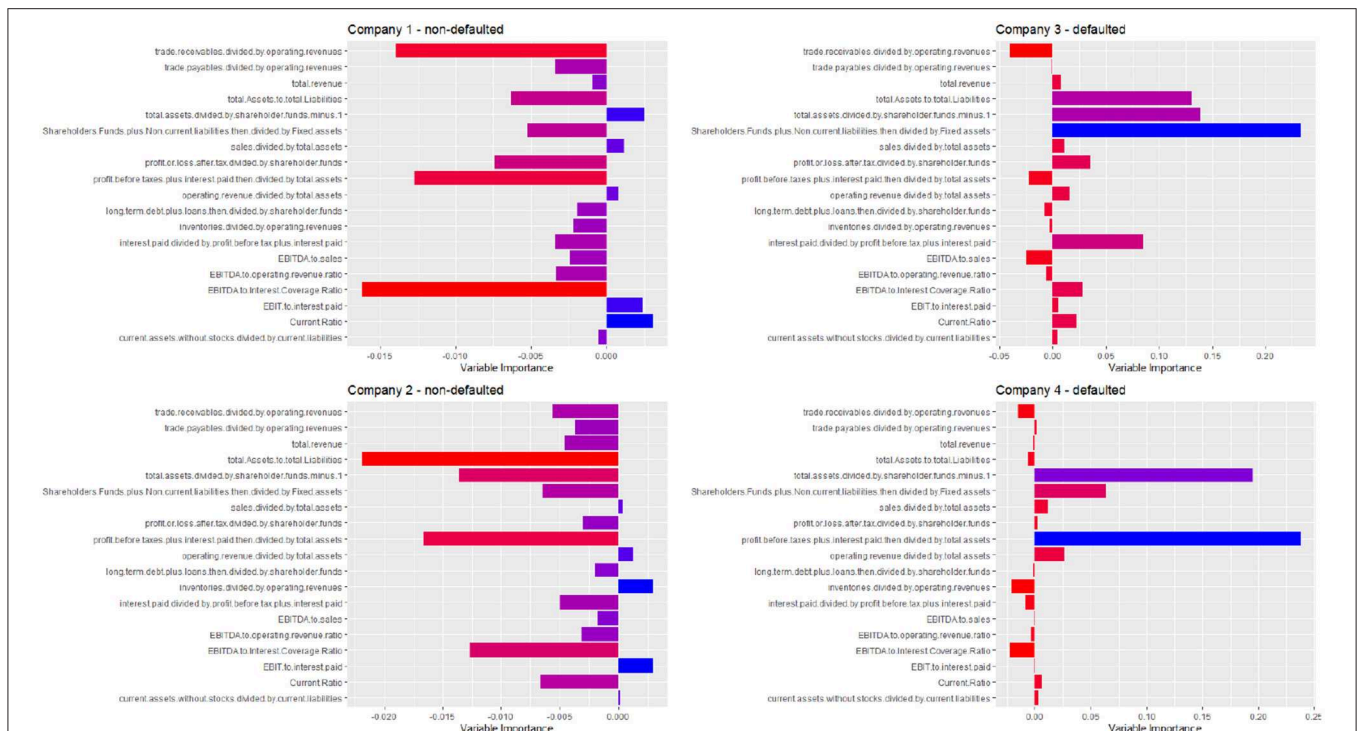 Company 1 - non-defaulted
trade.receivables.divided.by.operating.revenues
trade.payables.divided.by.operating.revenues
total.revenue
total.Assets.to.total.Liabilities
total.assets.divided.by.shareholder.funds.minus.1
Shareholders.Funds.plus.Non.current.liabilities.then.divided.by.Fixed.assets
sales.divided.by.total.assets
profit.or.loss.after.tax.divided.by.shareholder.funds
profit.before.taxes.plus.interest.paid.then.divided.by.total.assets
operating.revenue.divided.by.total.assets
long.term.debt.plus.loans.then.divided.by.shareholder.funds
inventories.divided.by.operating.revenues
interest.paid.divided.by.profit.before.tax.plus.interest.paid
EBITDA.to.sales
EBITDA.to.operating.revenue.ratio
EBITDA.to.Interest.Coverage.Ratio
EBIT.to.interest.paid
Current.Ratio
current.assets.without.stocks.divided.by.current.liabilities
-0.015 -0.010 -0.005 0.000
Variable Importance
Company 3 - defaulted
trade.receivables.divided.by.operating.revenues
trade.payables.divided.by.operating.revenues
total.revenue
total.Assets.to.total.Liabilities
total.assets.divided.by.shareholder.funds.minus.1
Shareholders.Funds.plus.Non.current.liabilities.then.divided.by.Fixed.assets
sales.divided.by.total.assets
profit.or.loss.after.tax.divided.by.shareholder.funds
profit.before.taxes.plus.interest.paid.then.divided.by.total.assets
operating.revenue.divided.by.total.assets
long.term.debt.plus.loans.then.divided.by.shareholder.funds
inventories.divided.by.operating.revenues
interest.paid.divided.by.profit.before.tax.plus.interest.paid
EBITDA.to.sales
EBITDA.to.operating.revenue.ratio
EBITDA.to.Interest.Coverage.Ratio
EBIT.to.interest.paid
Current.Ratio
current.assets.without.stocks.divided.by.current.liabilities
-0.05 0.00 0.05 0.10 0.15 0.20
Variable Importance
Company 2 - non-defaulted
trade.receivables.divided.by.operating.revenues
trade.payables.divided.by.operating.revenues
total.revenue
total.Assets.to.total.Liabilities
total.assets.divided.by.shareholder.funds.minus.1
Shareholders.Funds.plus.Non.current.liabilities.then.divided.by.Fixed.assets
sales.divided.by.total.assets
profit.or.loss.after.tax.divided.by.shareholder.funds
profit.before.taxes.plus.interest.paid.then.divided.by.total.assets
operating.revenue.divided.by.total.assets
long.term.debt.plus.loans.then.divided.by.shareholder.funds
inventories.divided.by.operating.revenues
interest.paid.divided.by.profit.before.tax.plus.interest.paid
EBITDA.to.sales
EBITDA.to.operating.revenue.ratio
EBITDA.to.Interest.Coverage.Ratio
EBIT.to.interest.paid
Current.Ratio
current.assets.without.stocks.divided.by.current.liabilities
-0.020 -0.015 -0.010 -0.005 0.000
Variable Importance
Company 4 - defaulted
trade.receivables.divided.by.operating.revenues
trade.payables.divided.by.operating.revenues
total.revenue
total.Assets.to.total.Liabilities
total.assets.divided.by.shareholder.funds.minus.1
Shareholders.Funds.plus.Non.current.liabilities.then.divided.by.Fixed.assets
sales.divided.by.total.assets
profit.or.loss.after.tax.divided.by.shareholder.funds
profit.before.taxes.plus.interest.paid.then.divided.by.total.assets
operating.revenue.divided.by.total.assets
long.term.debt.plus.loans.then.divided.by.shareholder.funds
inventories.divided.by.operating.revenues
interest.paid.divided.by.profit.before.tax.plus.interest.paid
EBITDA.to.sales
EBITDA.to.operating.revenue.ratio
EBITDA.to.Interest.Coverage.Ratio
EBIT.to.interest.paid
Current.Ratio
current.assets.without.stocks.divided.by.current.liabilities
0.00 0.05 0.10 0.15 0.20 0.25
Variable Importance